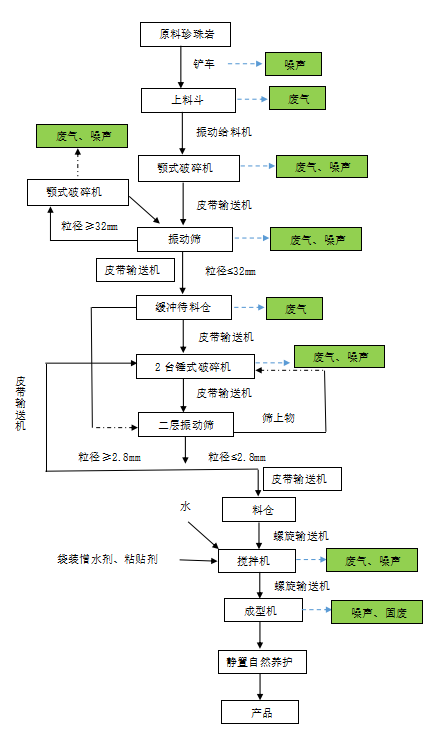 原料珍珠岩
铲车
噪声
上料斗
废气
振动给料机
废气、噪声
颚式破碎机
废气、噪声
颚式破碎机
皮带输送机
粒径≥32mm
振动筛
废气、噪声
皮带输送机
粒径≤32mm
缓冲待料仓
废气
皮带输送机
2台锤式破碎机
废气、噪声
皮带输送机
皮带输送机
二层振动筛
筛上物
粒径≥2.8mm
粒径≤2.8mm
皮带输送机
水
料仓
螺旋输送机
袋装憎水剂、粘贴剂
搅拌机
废气、噪声
螺旋输送机
成型机
噪声、固废
静置自然养护
产品